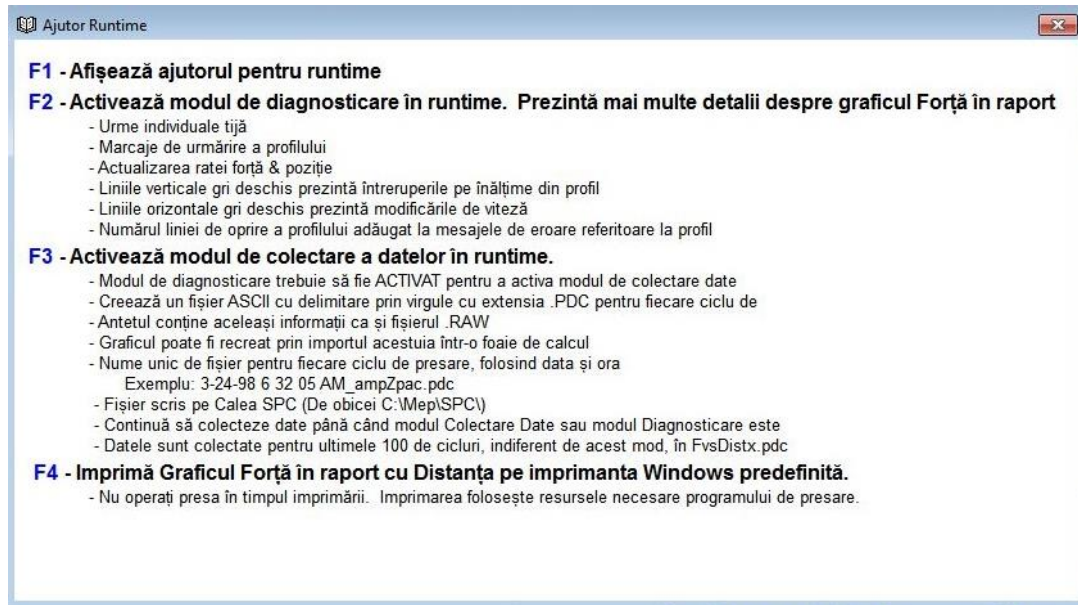 Ajutor Runtime
F1 - Afișează ajutorul pentru runtime
F2 - Activează modul de diagnosticare în runtime. Prezintă mai multe detalii despre graficul Forță în raport
- Urme individuale tijă
- Marcaje de urmărire a profilului
- Actualizarea ratei forță & poziție
- Liniile verticale gri deschis prezintă întreruperile pe înălțime din profil
- Liniile orizontale gri deschis prezintă modificările de viteză
- Numărul liniei de oprire a profilului adăugat la mesajele de eroare referitoare la profil
F3 - Activează modul de colectare a datelor în runtime.
- Modul de diagnosticare trebuie să fie ACTIVAT pentru a activa modul de colectare date
- Creează un fișier ASCII cu delimitare prin virgule cu extensia .PDC pentru fiecare ciclu de
- Antetul conține aceleași informații ca și fișierul .RAW
- Graficul poate fi recreat prin importul acestuia într-o foaie de calcul
- Nume unic de fișier pentru fiecare ciclu de presare, folosind data și ora
Exemplu: 3-24-98 6 32 05 AM_ampZpac.pdc
- Fișier scris pe Calea SPC (De obicei C:\Mep\SPC\)
- Continuă să colecteze date până când modul Colectare Date sau modul Diagnosticare este
- Datele sunt colectate pentru ultimele 100 de cicluri, indiferent de acest mod, în FvsDistx.pdc
F4 - Imprimă Graficul Forță în raport cu Distanța pe imprimanta Windows predefinită.
- Nu operați presa în timpul imprimării. Imprimarea folosește resursele necesare programului de presare.